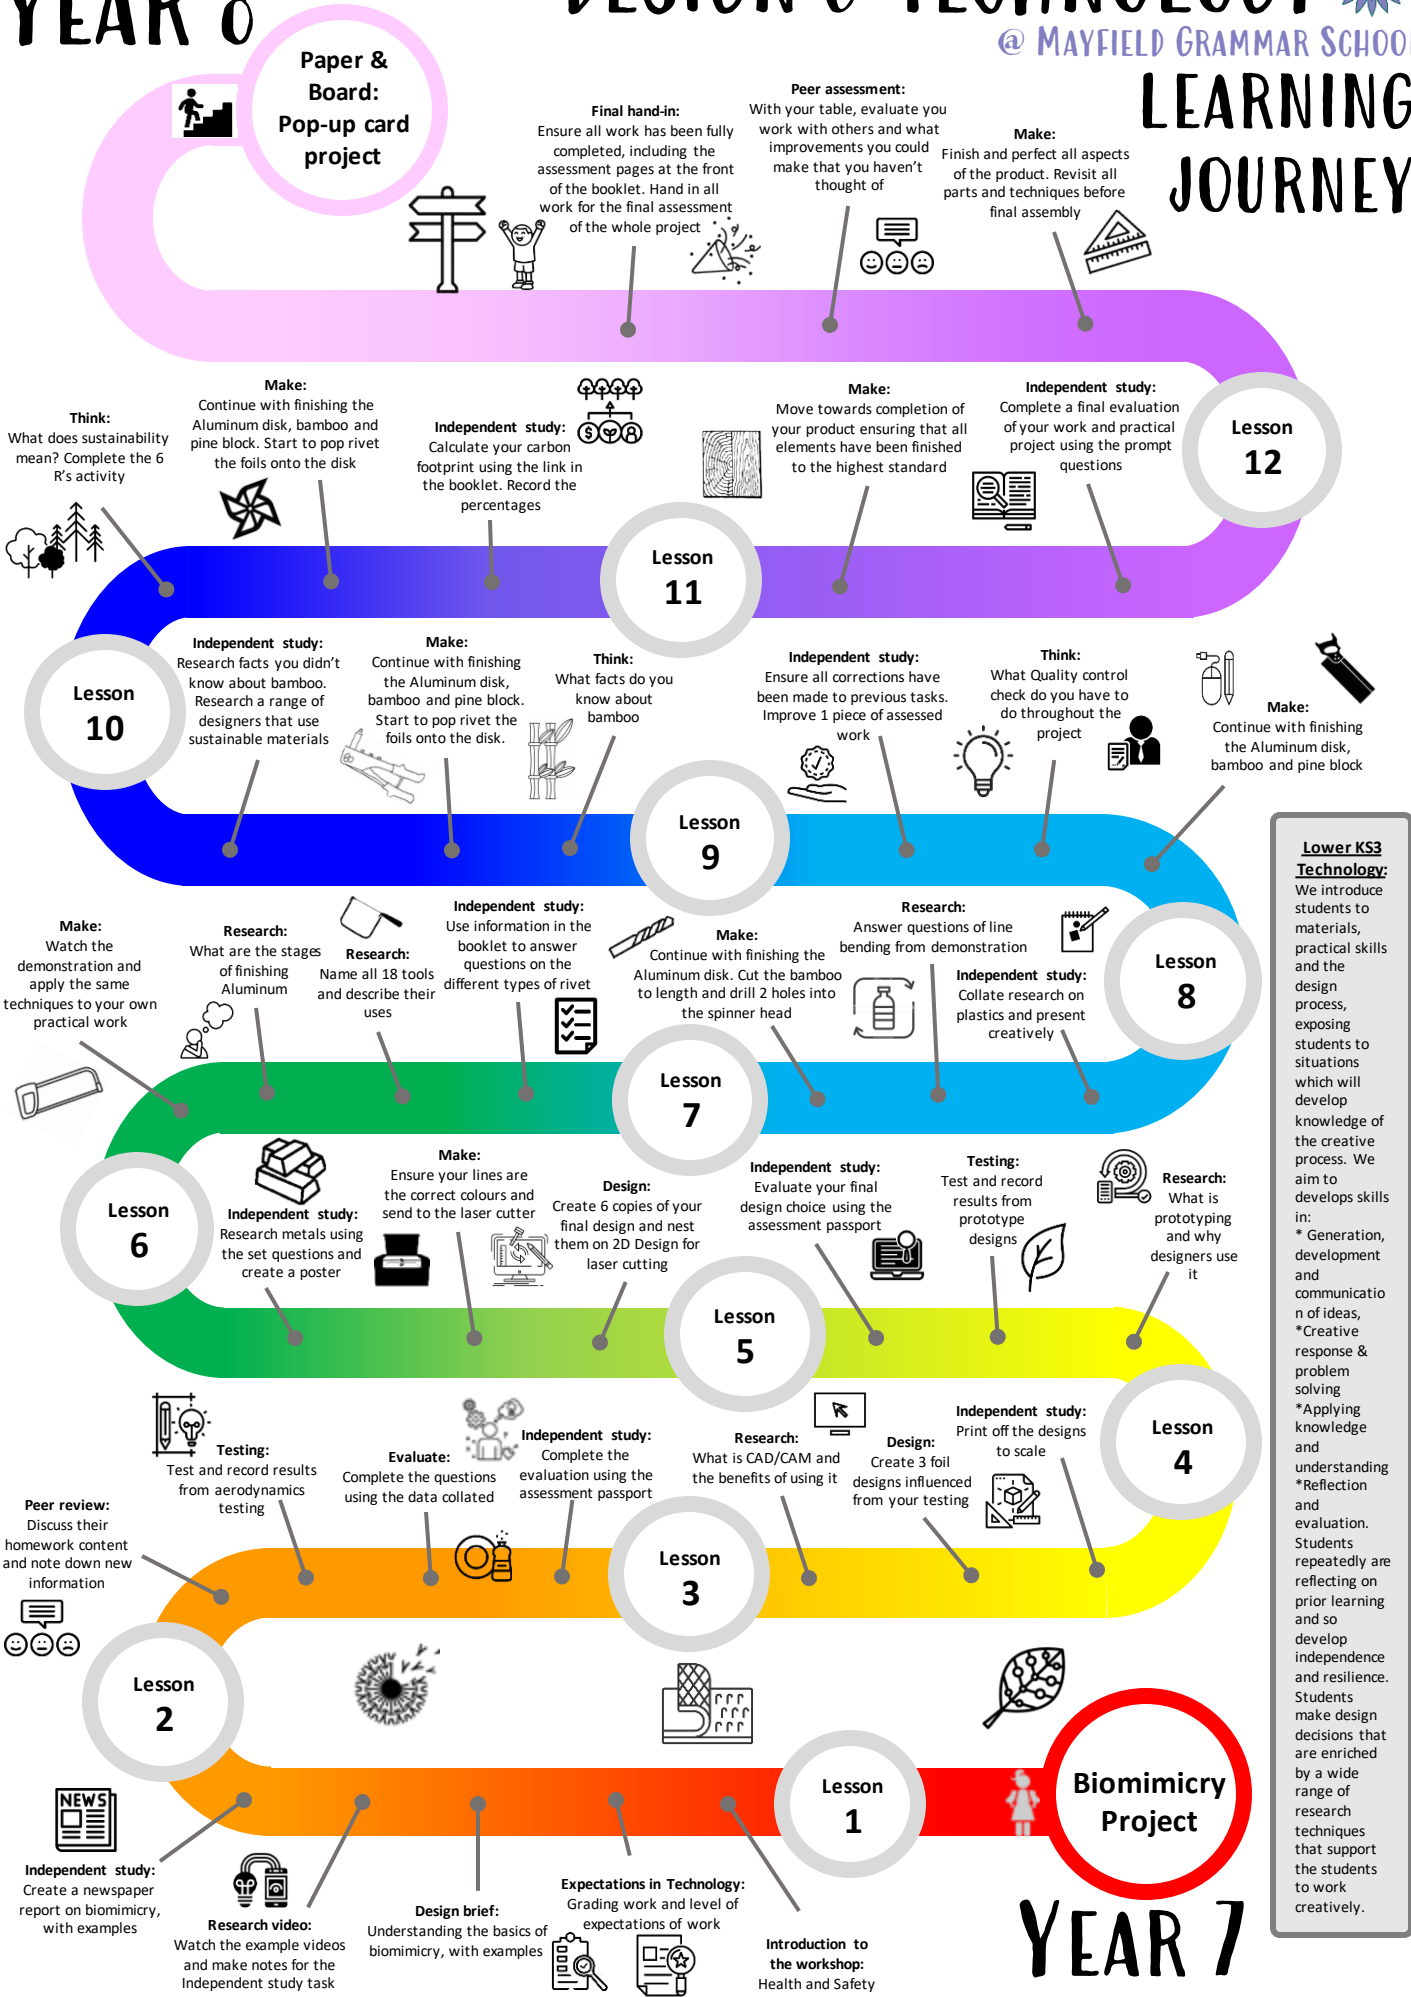 YEAR 8
DESIGN & TECHNOLOGY
@ MAYFIELD GRAMMAR SCHOOL
LEARNING
JOURNEY
Paper &
Board:
Pop-up card
project
Final hand-in:
Ensure all work has been fully
completed, including the
assessment pages at the front
of the booklet. Hand in all
work for the final assessment
of the whole project
Peer assessment:
With your table, evaluate you
work with others and what
improvements you could
make that you haven't
thought of
Make:
Finish and perfect all aspects
of the product. Revisit all
parts and techniques before
final assembly
Think:
What does sustainability
mean? Complete the 6
R's activity
Make:
Continue with finishing the
Aluminum disk, bamboo and
pine block. Start to pop rivet
the foils onto the disk
Independent study:
Calculate your carbon
footprint using the link in
the booklet. Record the
percentages
Make:
Move towards completion of
your product ensuring that all
elements have been finished
to the highest standard
Independent study:
Complete a final evaluation
of your work and practical
project using the prompt
questions
Lesson
12
Lesson
11
Lesson
10
Independent study:
Research facts you didn't
know about bamboo.
Research a range of
designers that use
sustainable materials
Make:
Continue with finishing
the Aluminum disk,
bamboo and pine block.
Start to pop rivet the
foils onto the disk.
Think:
What facts do you
know about
bamboo
Independent study:
Ensure all corrections have
been made to previous tasks.
Improve 1 piece of assessed
work
Think:
What Quality control
check do you have to
do throughout the
project
Make:
Continue with finishing
the Aluminum disk,
bamboo and pine block
Lesson
9
Make:
Watch the
demonstration and
apply the same
techniques to your own
practical work
Research:
What are the stages
of finishing
Aluminum
Research:
Name all 18 tools
and describe their
uses
Independent study:
Use information in the
booklet to answer
questions on the
different types of rivet
Make:
Continue with finishing the
Aluminum disk. Cut the bamboo
to length and drill 2 holes into
the spinner head
Research:
Answer questions of line
bending from demonstration
Independent study:
Collate research on
plastics and present
creatively
Lesson
8
Lesson
7
Lesson
6
Independent study:
Research metals using
the set questions and
create a poster
Make:
Ensure your lines are
the correct colours and
send to the laser cutter
Design:
Create 6 copies of your
final design and nest
them on 2D Design for
laser cutting
Independent study:
Evaluate your final
design choice using the
assessment passport
Testing:
Test and record
results from
prototype
designs
Research:
What is
prototyping
and why
designers use
it
Lesson
5
Testing:
Test and record results
from aerodynamics
testing
Evaluate:
Complete the questions
using the data collated
Independent study:
Complete the
evaluation using the
assessment passport
Research:
What is CAD/CAM and
the benefits of using it
Design:
Create 3 foil
designs influenced
from your testing
Independent study:
Print off the designs
to scale
Lesson
4
Peer review:
Discuss their
homework content
and note down new
information
Lesson
3
Lesson
2
Lesson
1
Biomimicry
Project
NEWS
Independent study:
Create a newspaper
report on biomimicry,
with examples
Research video:
Watch the example videos
and make notes for the
Independent study task
Design brief:
Understanding the basics of
biomimicry, with examples
Expectations in Technology:
Grading work and level of
expectations of work
Introduction to
the workshop:
Health and Safety
YEAR 7
Lower KS3
Technology:
We introduce
students to
materials,
practical skills
and the
design
process,
exposing
students to
situations
which will
develop
knowledge of
the creative
process. We
aim to
develops skills
in:
* Generation,
development
and
communicatio
n of ideas,
*Creative
response &
problem
solving
*Applying
knowledge
and
understanding
*Reflection
and
evaluation.
Students
repeatedly are
reflecting on
prior learning
and so
develop
independence
and resilience.
Students
make design
decisions that
are enriched
by a wide
range of
research
techniques
that support
the students
to work
creatively.